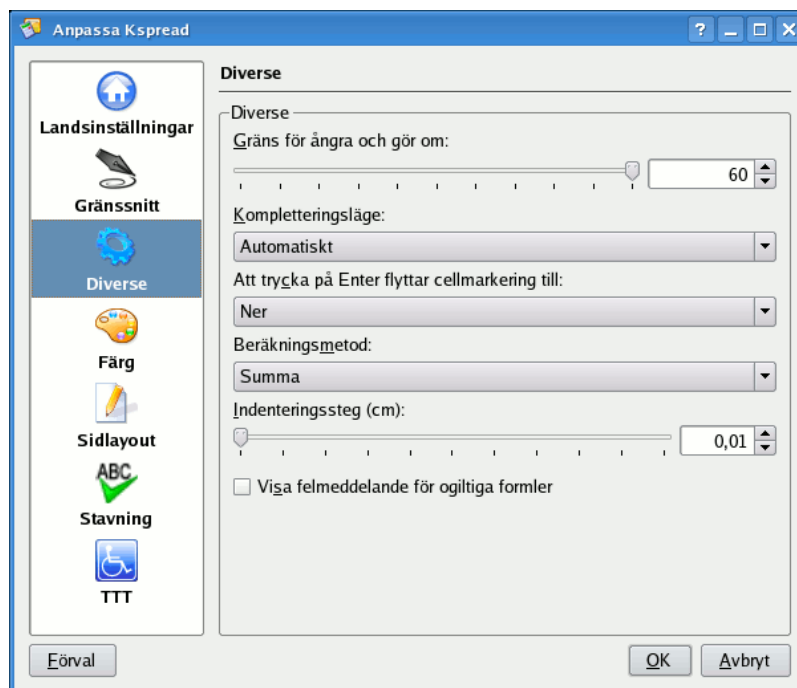 Anpassa Kspread
Landsinställningar
Gränssnitt
Diverse
Färg
Sidlayout
ABC
Stavning
TTT
Diverse
Diverse
Gräns för ångra och gör om:
60
Kompletteringsläge:
Automatiskt
Att trycka på Enter flyttar cellmarkering till:
Ner
Beräkningsmetod:
Summa
Indenteringssteg (cm):
0,01
Visa felmeddelande för ogiltiga formler
Förval
OK
Avbryt